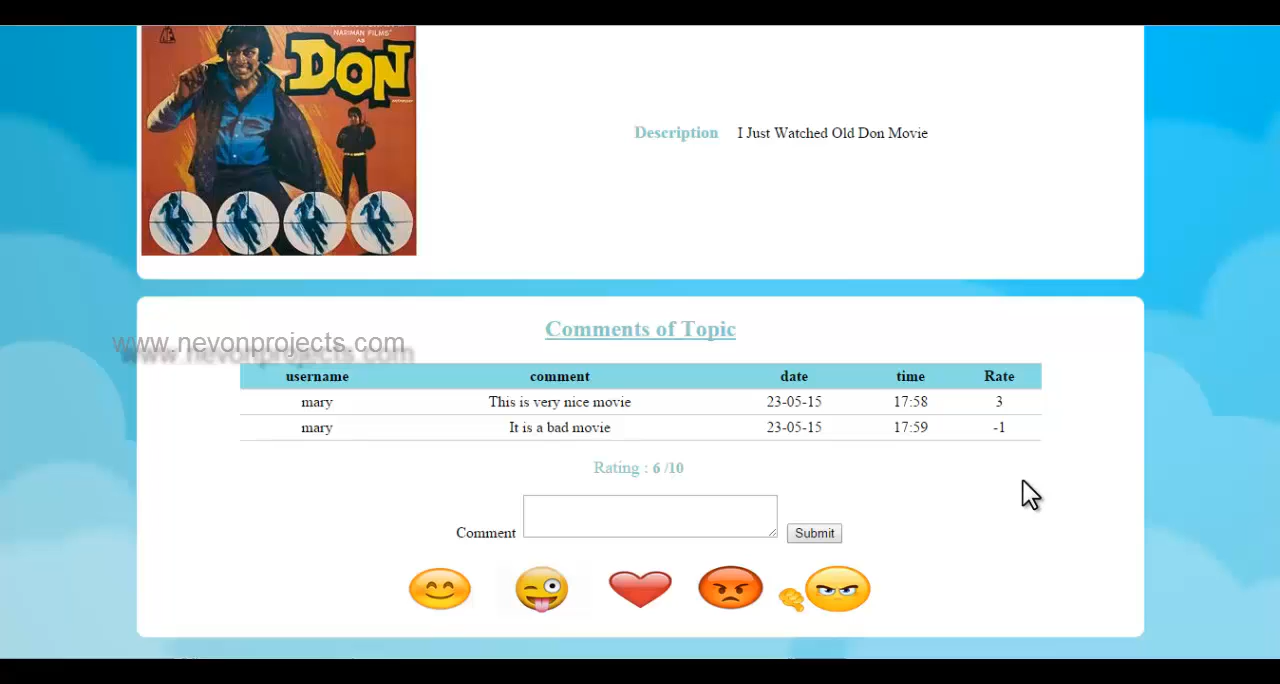 NARIMAN FILMS'
AS
DON
Description I Just Watched Old Don Movie
Comments of Topic
www.nevonprojects.com
username comment date time Rate
mary This is very nice movie 23-05-15 17:58 3
mary It is a bad movie 23-05-15 17:59 -1
Rating : 6 /10
Comment Submit